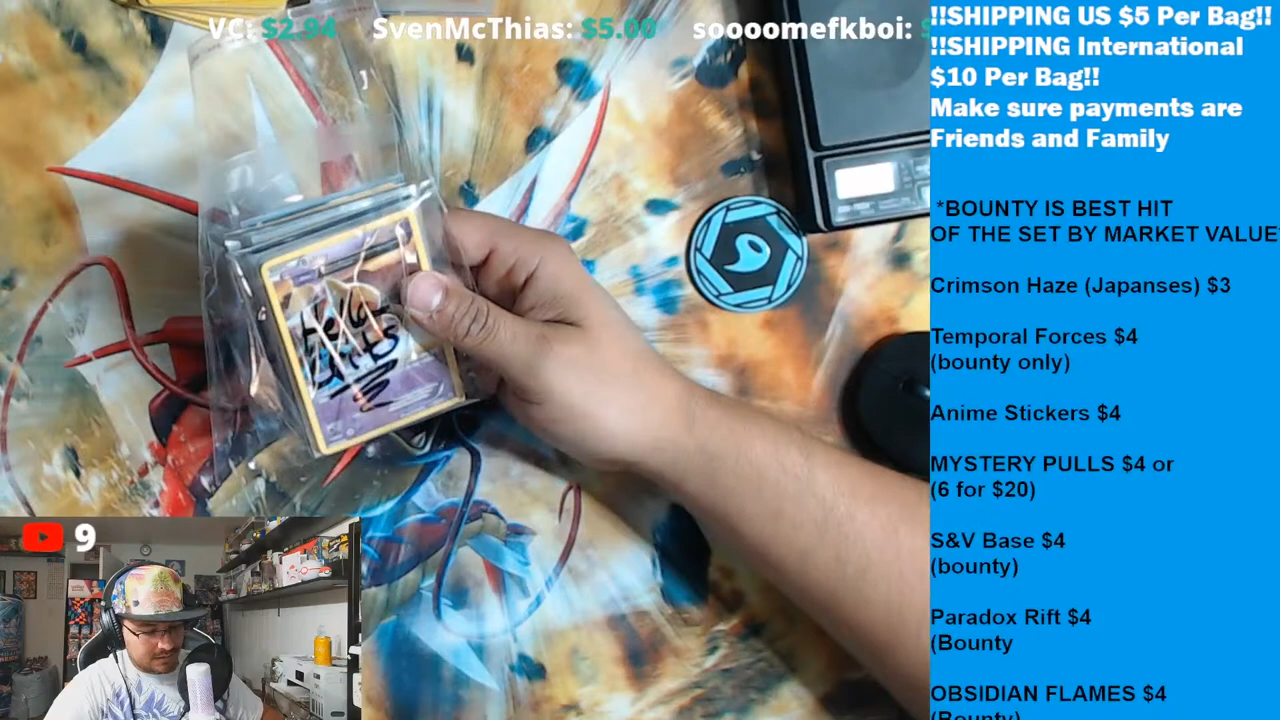 VC: $2.94 SvenMcThias: $5.00 soooomefkboi: $
!!SHIPPING US $5 Per Bag!!
!!SHIPPING International
$10 Per Bag!!
Make sure payments are
Friends and Family
*BOUNTY IS BEST HIT
OF THE SET BY MARKET VALUE
Crimson Haze (Japanses) $3
Temporal Forces $4
(bounty only)
Anime Stickers $4
MYSTERY PULLS $4 or
(6 for $20)
S&V Base $4
(bounty)
Paradox Rift $4
(Bounty
OBSIDIAN FLAMES $4
(Bounty)
9